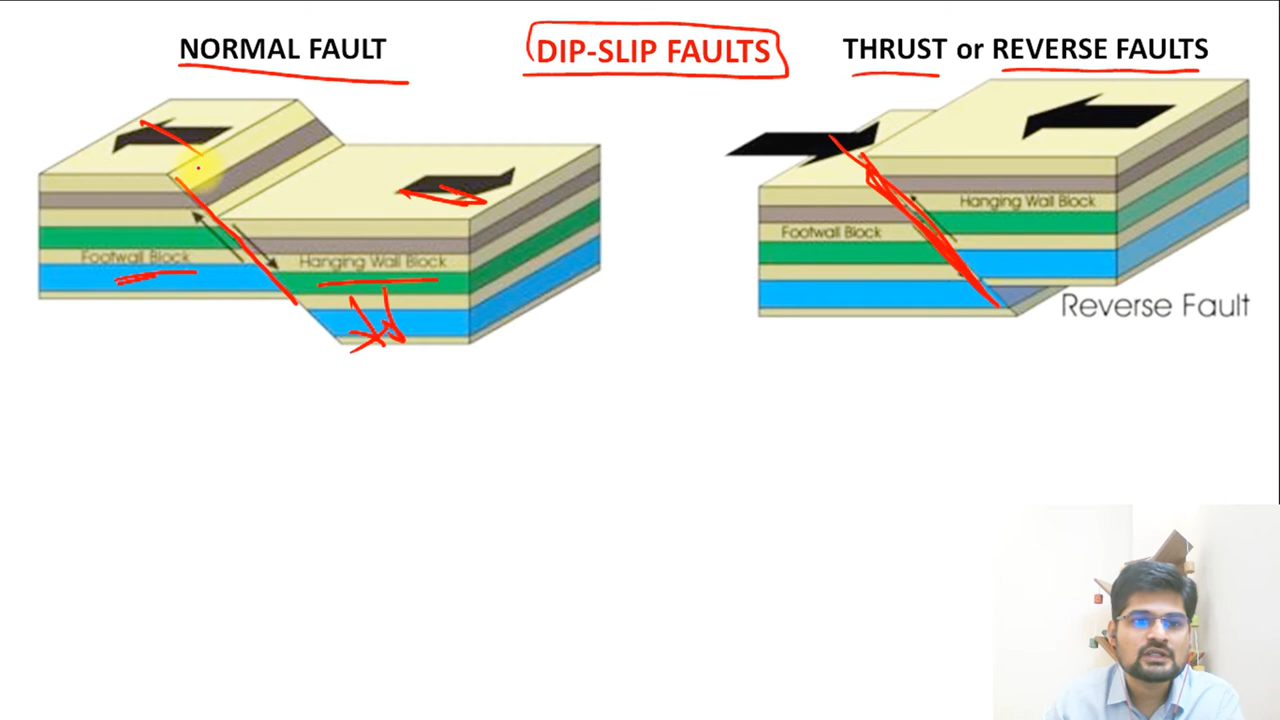 NORMAL FAULT
DIP-SLIP FAULTS
THRUST or REVERSE FAULTS
Footwall Block
Hanging Wall Block
Hanging Wall Block
Footwall Block
Reverse Fault